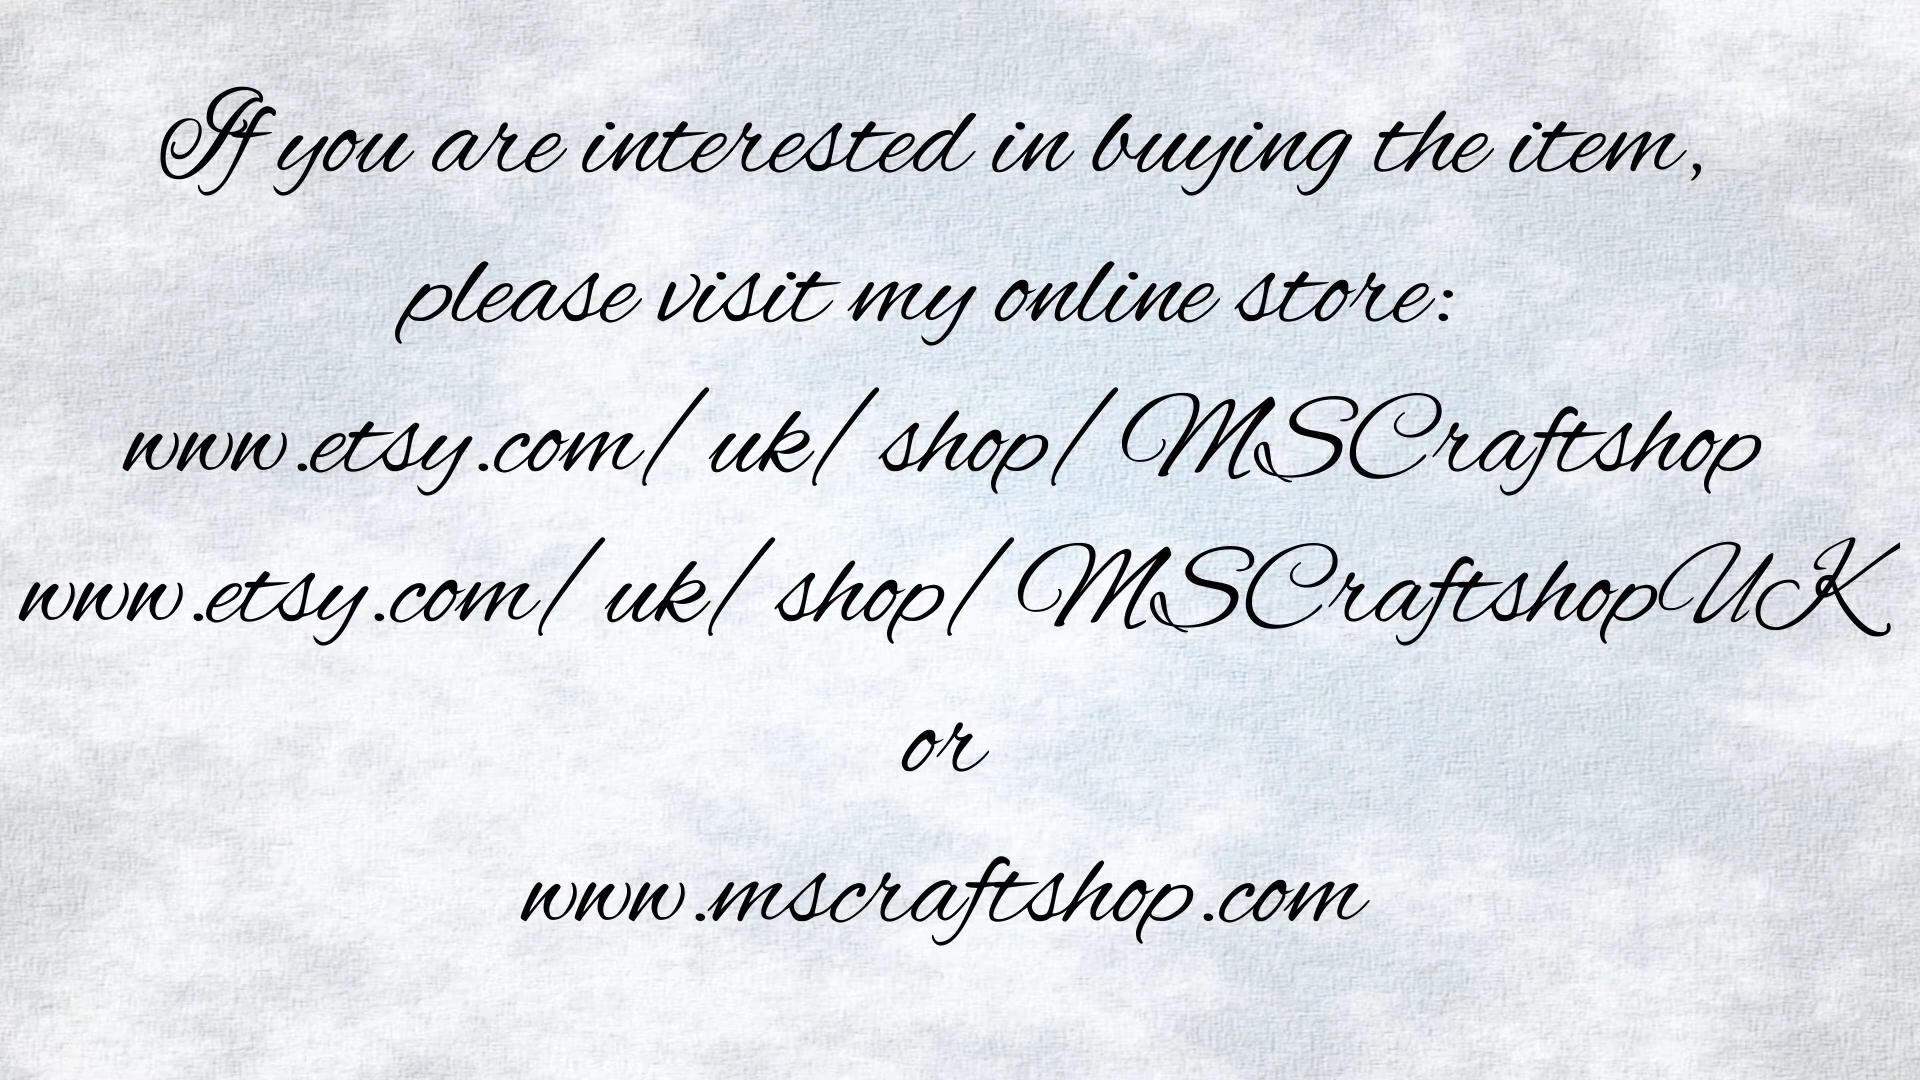 If you are interested in buying the item,
please visit my online store:
www.etsy.com/uk/shop/MSCraftshop
www.etsy.com/uk/shop/MSCraftshopUK
or
www.mscraftshop.com